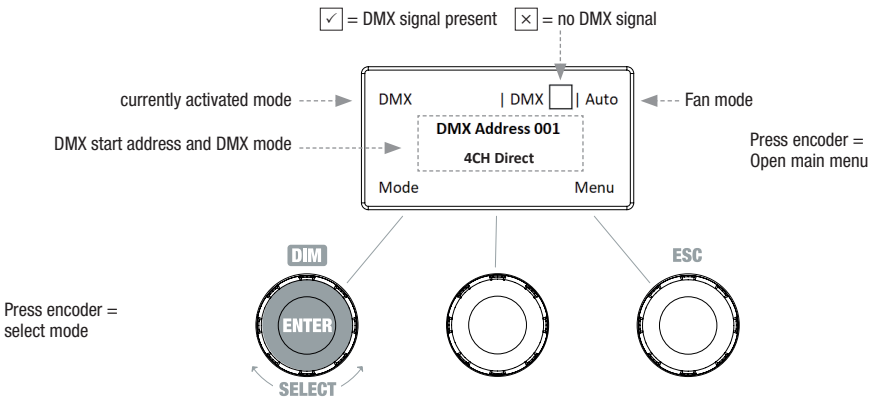 ✓ = DMX signal present × = no DMX signal
currently activated mode
DMX | DMX | Auto
Fan mode
DMX start address and DMX mode
DMX Address 001
4CH Direct
Press encoder =
Open main menu
Mode Menu
DIM
ESC
Press encoder =
select mode
ENTER
SELECT